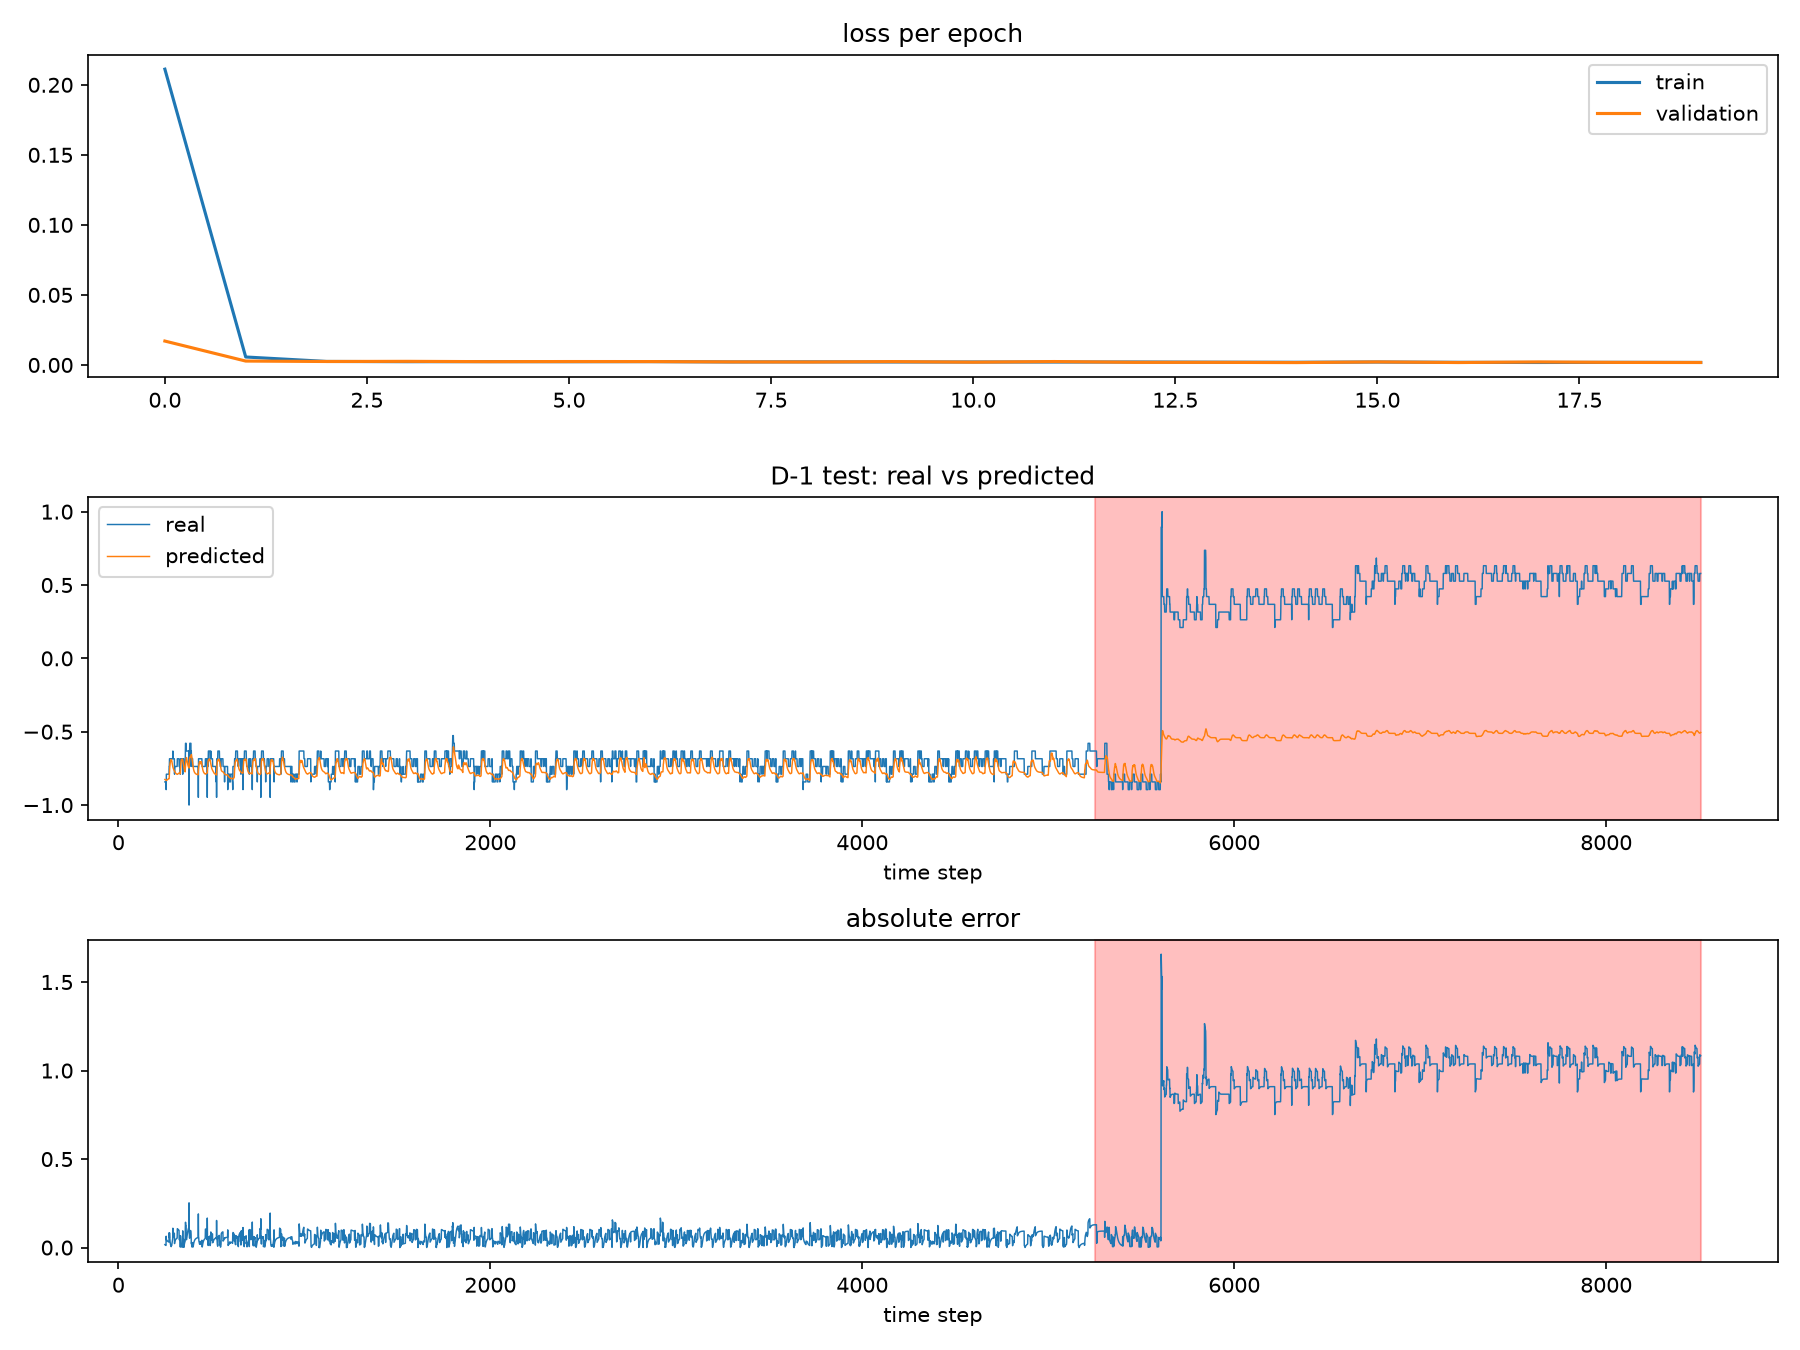 loss per epoch
train
validation
0.20
0.15
0.10
0.05
0.00
0.0 2.5 5.0 7.5 10.0 12.5 15.0 17.5
D-1 test: real vs predicted
real
predicted
1.0
0.5
0.0
−0.5
−1.0
0 2000 4000 6000 8000
time step
absolute error
1.5
1.0
0.5
0.0
0 2000 4000 6000 8000
time step